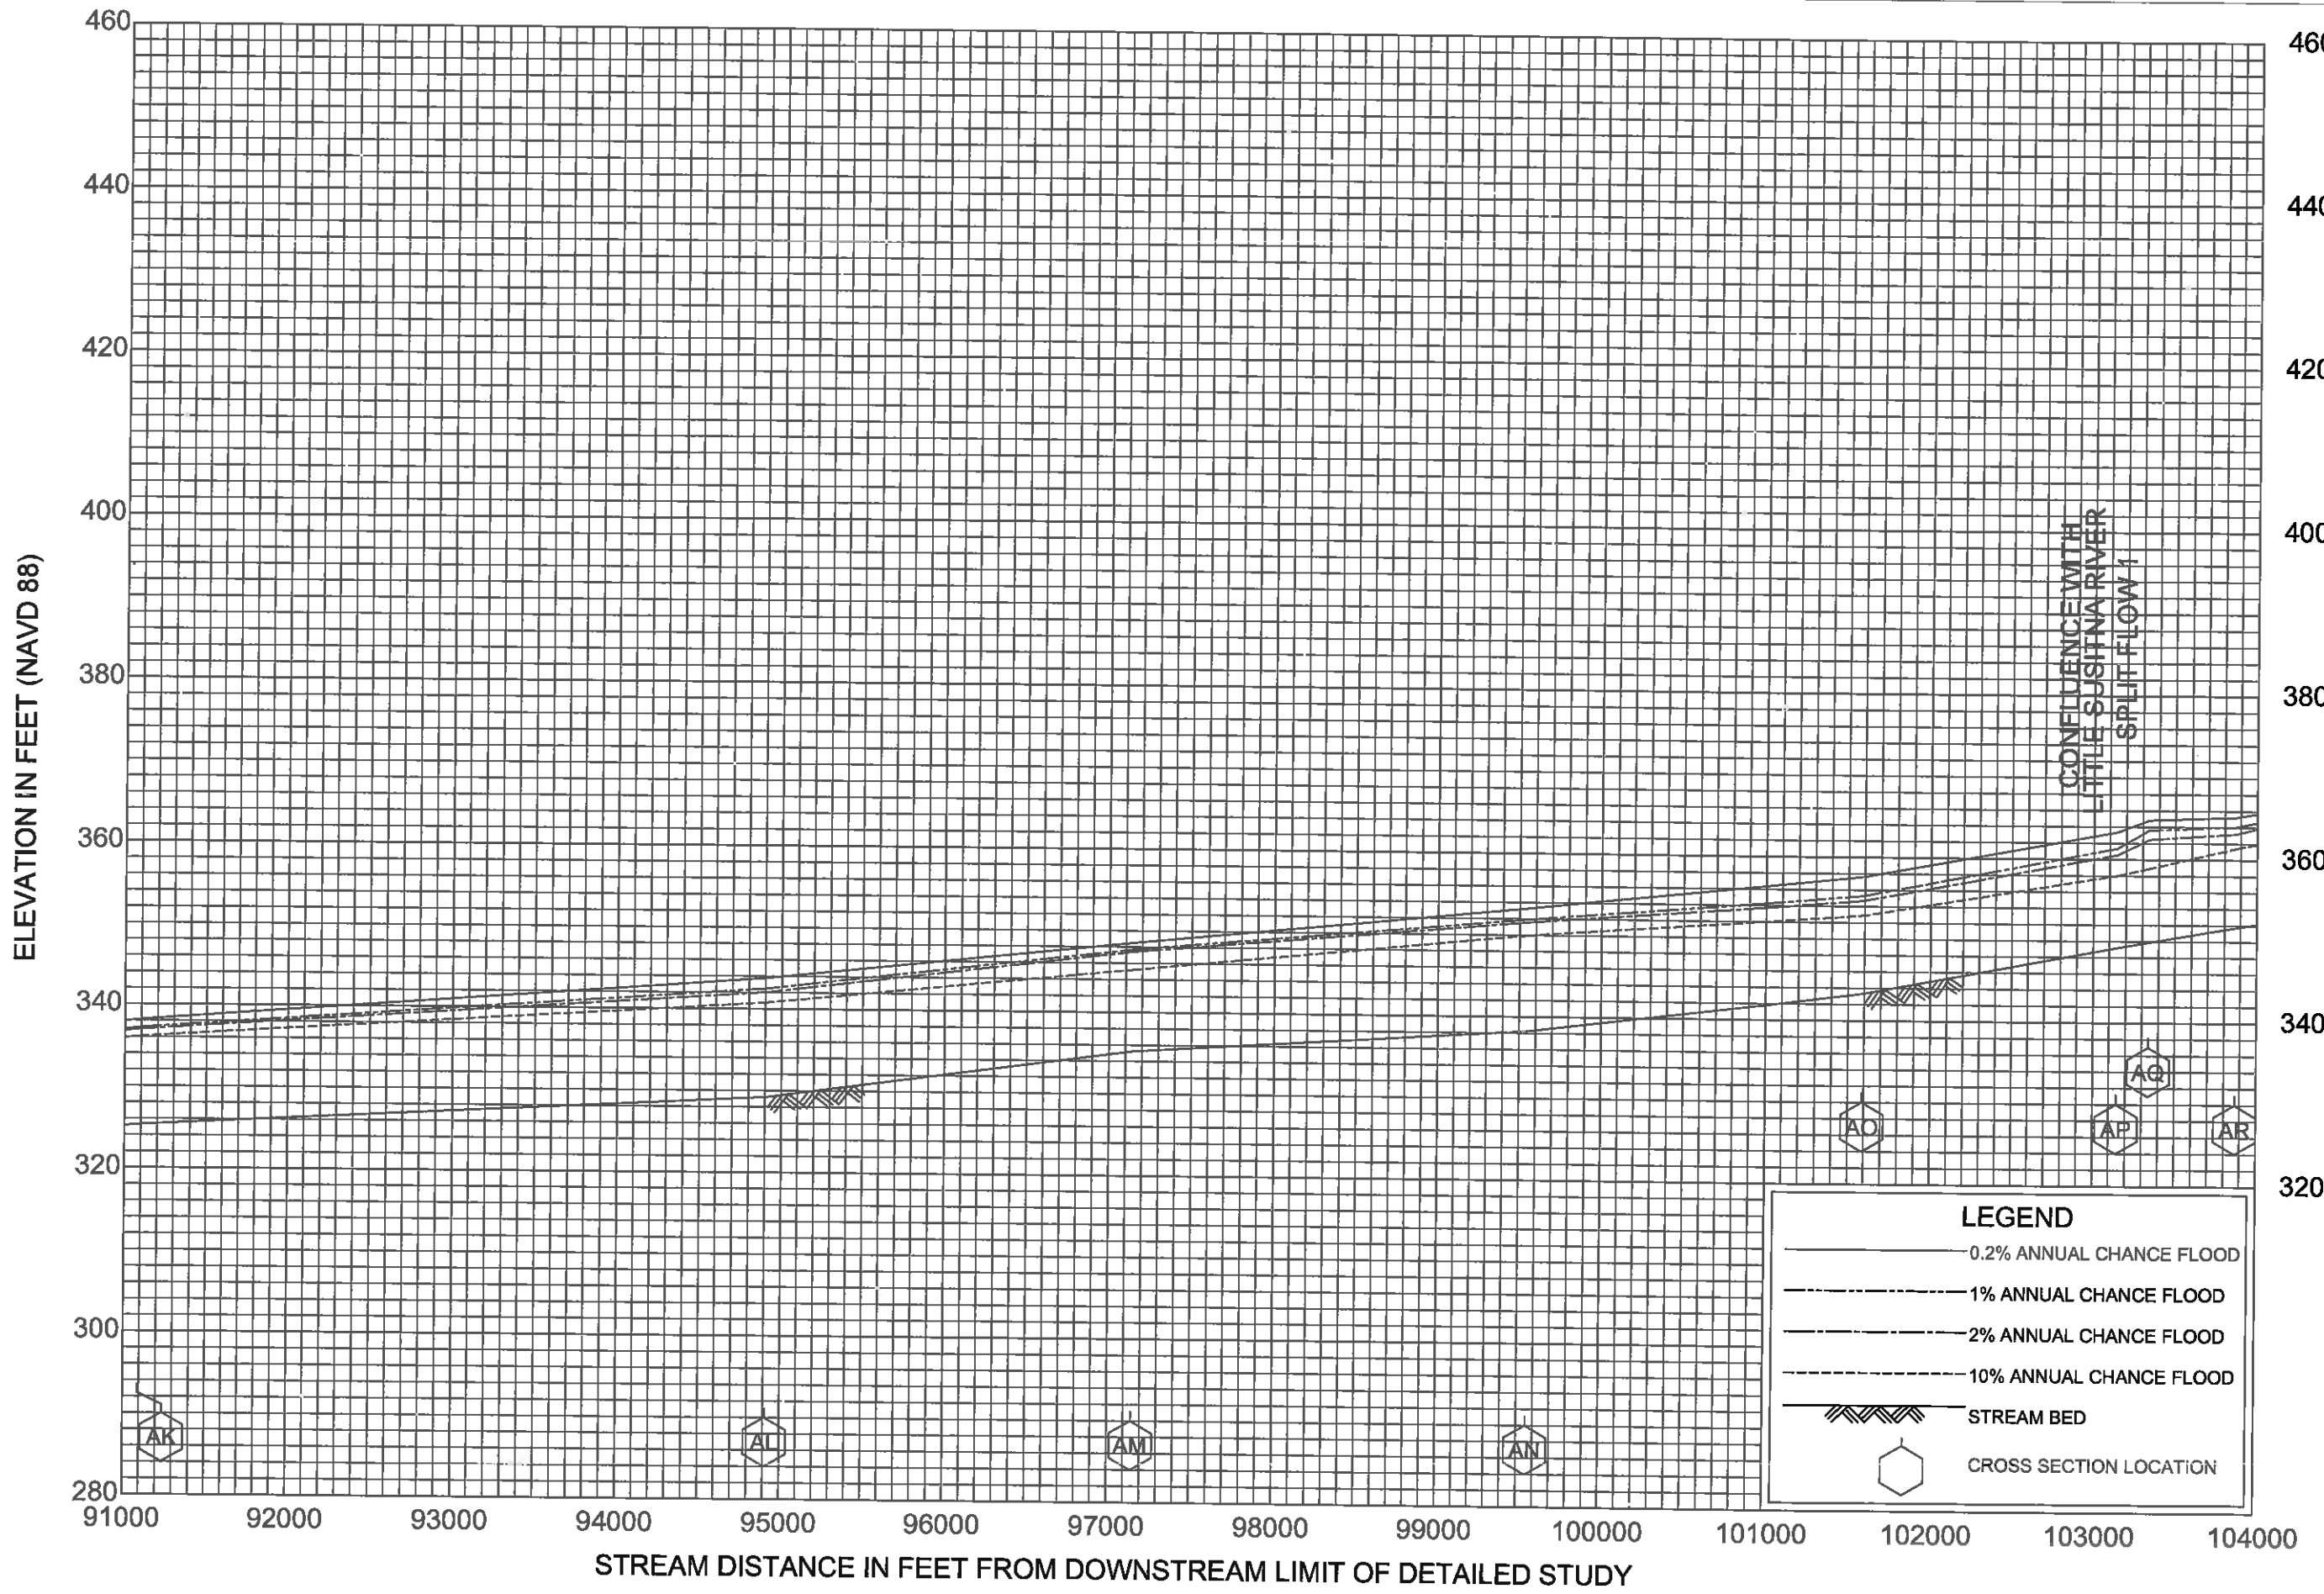 460
440
420
400
380
360
340
320
300
280
ELEVATION IN FEET (NAVD 88)
91000 92000 93000 94000 95000 96000 97000 98000 99000 100000 101000 102000 103000 104000
STREAM DISTANCE IN FEET FROM DOWNSTREAM LIMIT OF DETAILED STUDY
CONFLUENCE WITH
LITTLE SUSITNA RIVER
SPLIT FLOW 1
AK
AL
AM
AN
AO
AP
AQ
AR
LEGEND
0.2% ANNUAL CHANCE FLOOD
1% ANNUAL CHANCE FLOOD
2% ANNUAL CHANCE FLOOD
10% ANNUAL CHANCE FLOOD
STREAM BED
CROSS SECTION LOCATION
460
440
420
400
380
360
340
320